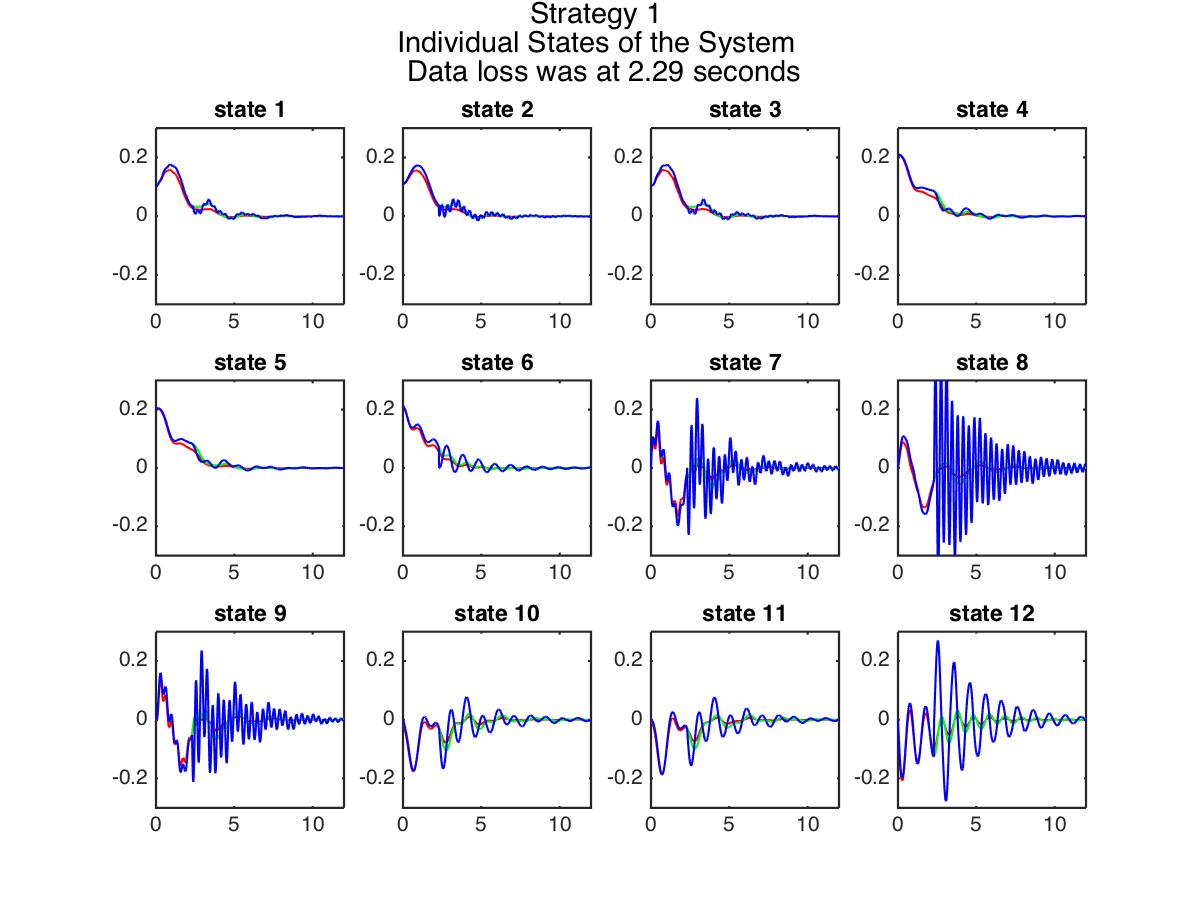 Strategy 1
Individual States of the System
Data loss was at 2.29 seconds
state 1 state 2 state 3 state 4
0.2 0.2 0.2 0.2
0 0 0 0
-0.2 -0.2 -0.2 -0.2
0 5 10 0 5 10 0 5 10 0 5 10
state 5 state 6 state 7 state 8
0.2 0.2 0.2 0.2
0 0 0 0
-0.2 -0.2 -0.2 -0.2
0 5 10 0 5 10 0 5 10 0 5 10
state 9 state 10 state 11 state 12
0.2 0.2 0.2 0.2
0 0 0 0
-0.2 -0.2 -0.2 -0.2
0 5 10 0 5 10 0 5 10 0 5 10